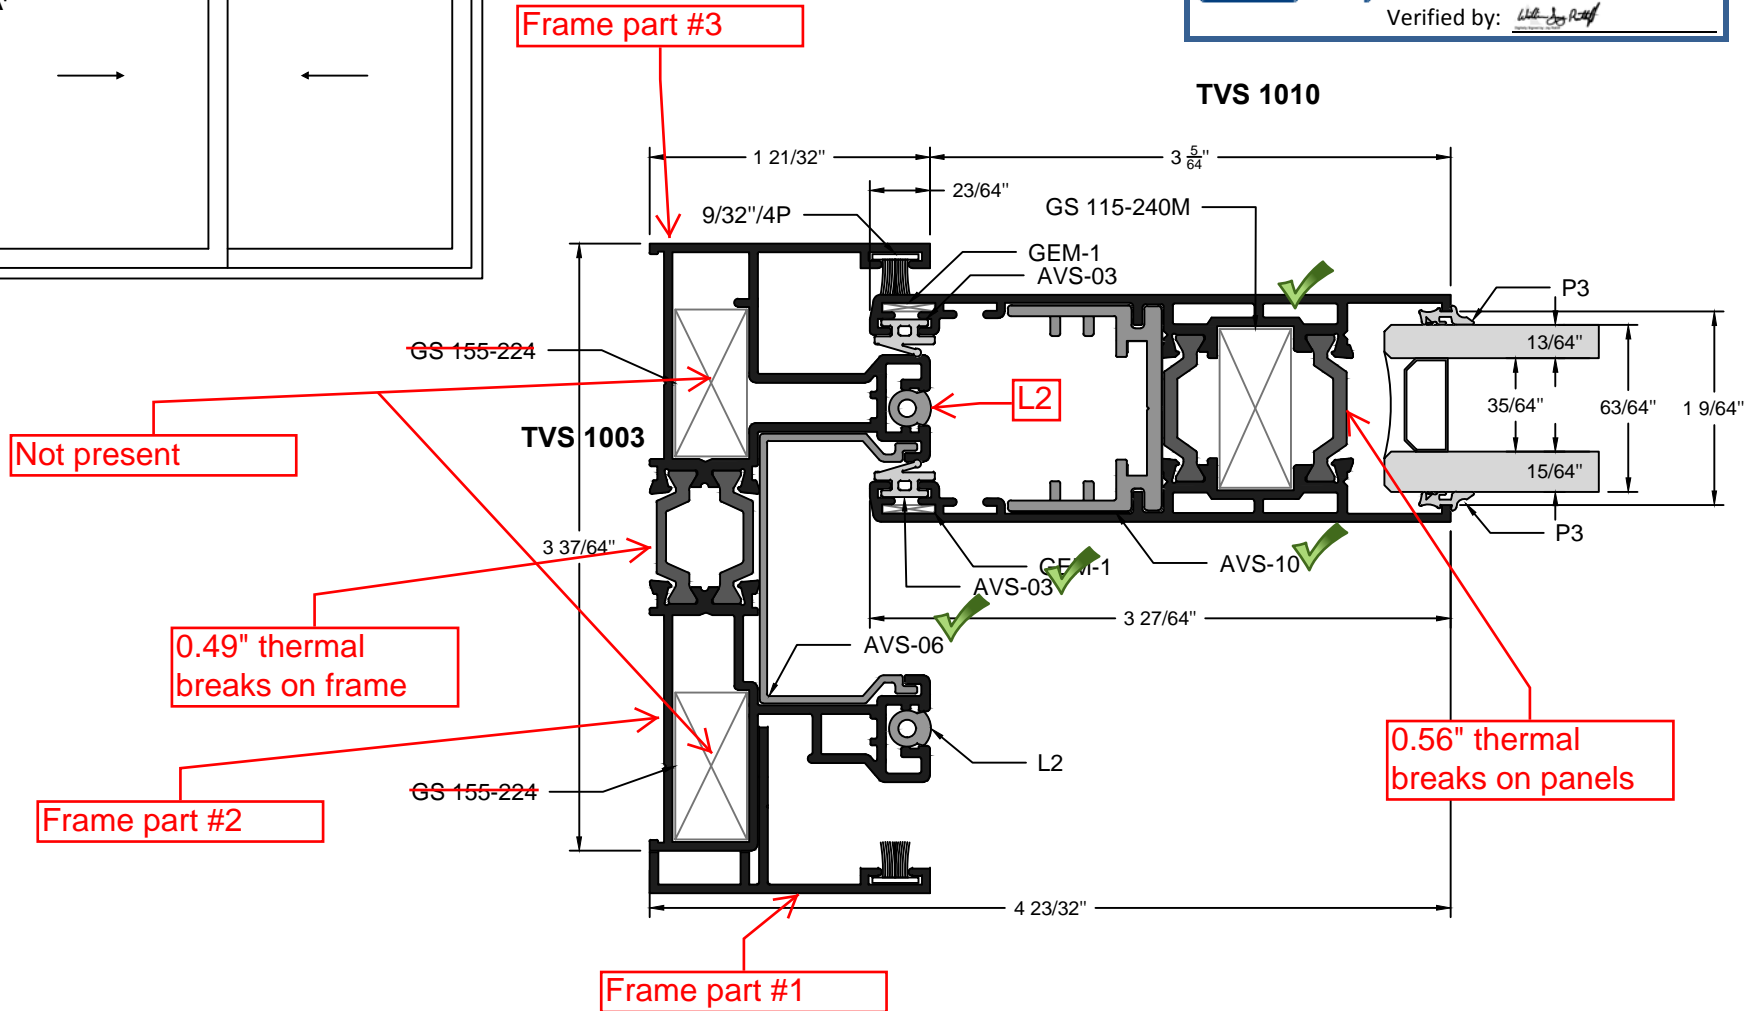 Frame part #3
Verified by:
TVS 1010
1 21/32"
3 5/64"
23/64"
9/32"/4P
GS 115-240M
GEM-1
AVS-03
P3
13/64"
GS 155-224
35/64"
63/64"
1 9/64"
L2
TVS 1003
Not present
15/64"
P3
3 37/64"
GEM-1
AVS-10
AVS-03
3 27/64"
0.49" thermal
breaks on frame
AVS-06
0.56" thermal
breaks on panels
L2
GS 155-224
Frame part #2
4 23/32"
Frame part #1